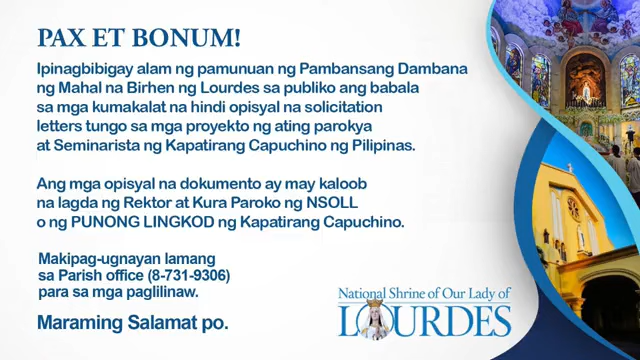 PAX ET BONUM!
Ipinagbibigay alam ng pamunuan ng Pambansang Dambana
ng Mahal na Birhen ng Lourdes sa publiko ang babala
sa mga kumakalat na hindi opisyal na solicitation
letters tungo sa mga proyekto ng ating parokya
at Seminarista ng Kapatirang Capuchino ng Pilipinas.
Ang mga opisyal na dokumento ay may kaloob
na lagda ng Rektor at Kura Paroko ng NSOLL
o ng PUNONG LINGKOD ng Kapatirang Capuchino.
Makipag-ugnayan lamang
sa Parish office (8-731-9306)
para sa mga paglilinaw.
Maraming Salamat po.
National Shrine of Our Lady of
LOURDES